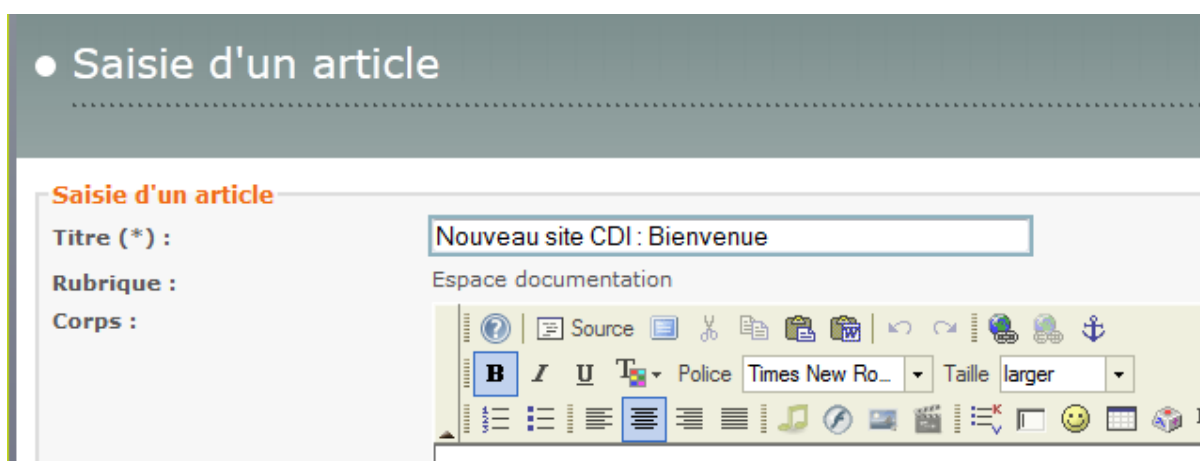 Saisie d'un article
Saisie d'un article
Titre (*) :
Nouveau site CDI : Bienvenue
Rubrique :
Espace documentation
Corps :
Source
B I U T Police Times New Ro... Taille larger